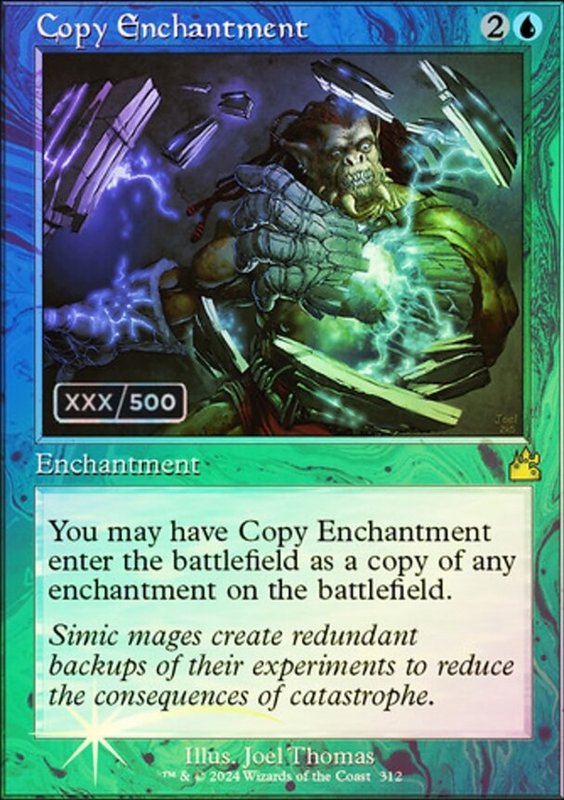 Copy Enchantment 2
XXX/500
Joel
Enchantment
You may have Copy Enchantment
enter the battlefield as a copy of any
enchantment on the battlefield.
Simic mages create redundant
backups of their experiments to reduce
the consequences of catastrophe.
Illus. Joel Thomas
™ & © 2024 Wizards of the Coast 312